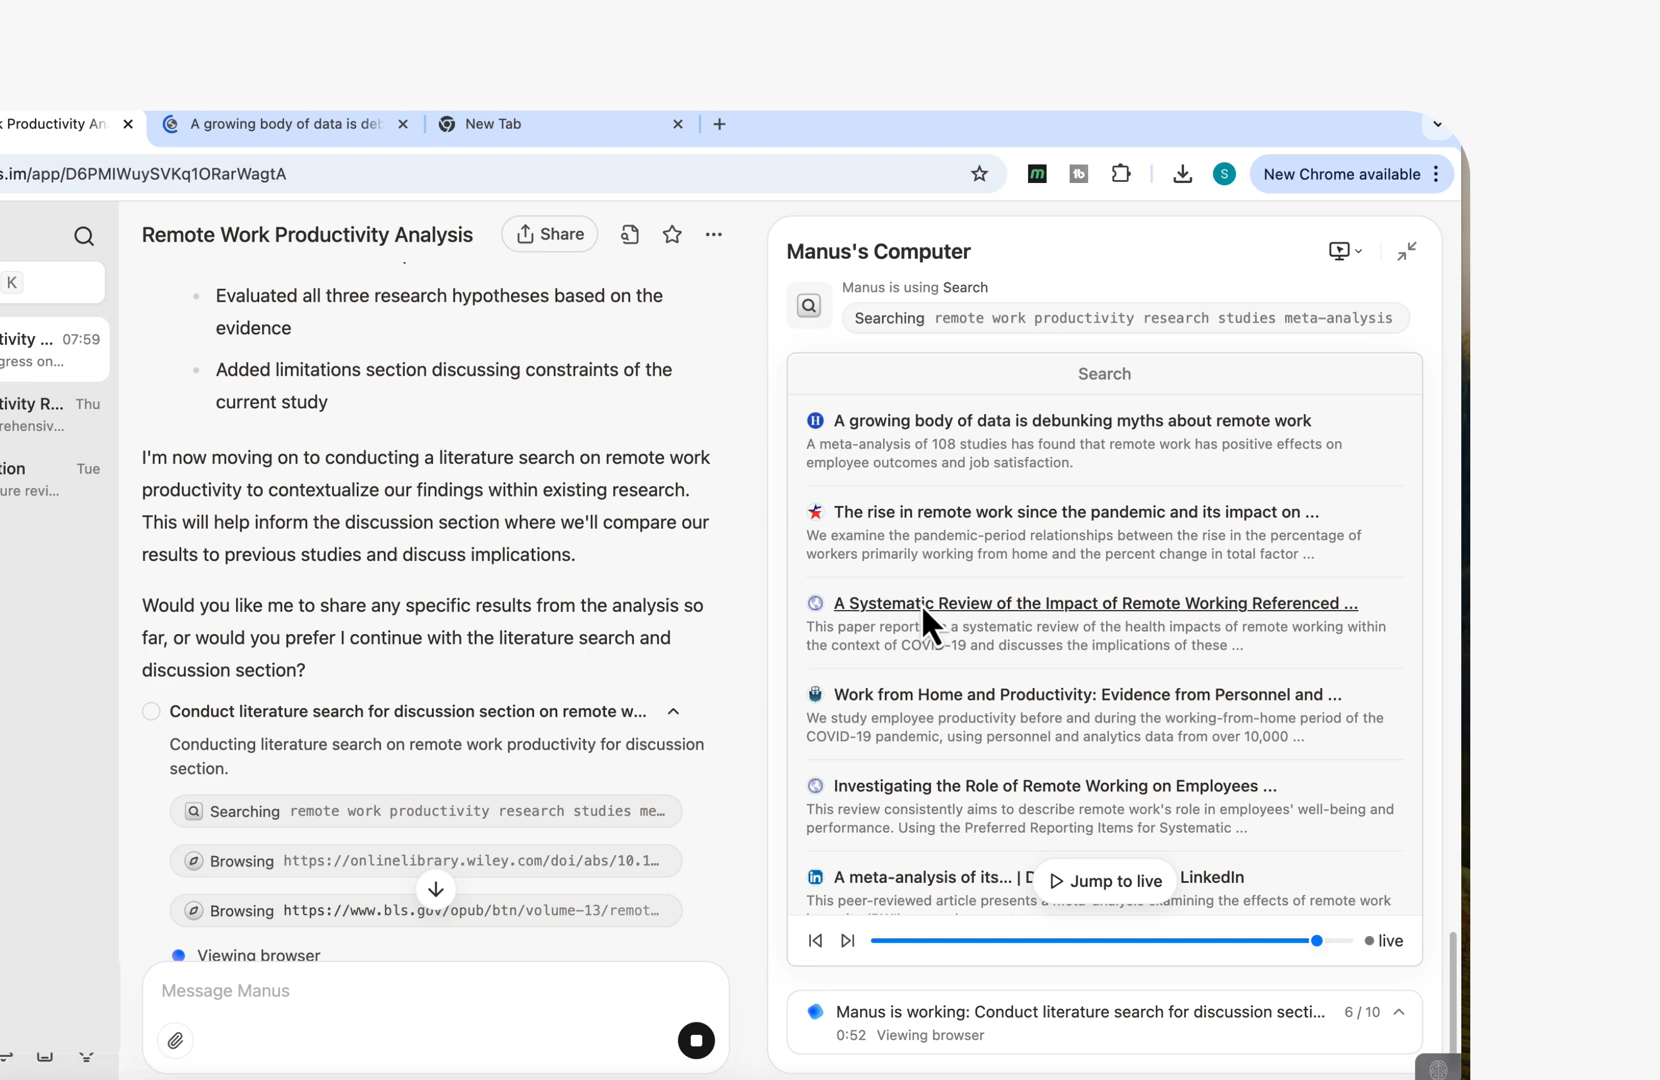 k Productivity An
A growing body of data is deb
New Tab
s.im/app/D6PMIWuySVKq1ORarWagtA
S
New Chrome available
K
tivity ... 07:59
gress on...
tivity R... Thu
rehensiv...
tion Tue
ure revi...
Remote Work Productivity Analysis
Share
Evaluated all three research hypotheses based on the
evidence
Added limitations section discussing constraints of the
current study
I'm now moving on to conducting a literature search on remote work
productivity to contextualize our findings within existing research.
This will help inform the discussion section where we'll compare our
results to previous studies and discuss implications.
Would you like me to share any specific results from the analysis so
far, or would you prefer I continue with the literature search and
discussion section?
Conduct literature search for discussion section on remote w...
Conducting literature search on remote work productivity for discussion
section.
Searching remote work productivity research studies me...
Browsing https://onlinelibrary.wiley.com/doi/abs/10.1...
Browsing https://www.bls.gov/opub/btn/volume-13/remot...
Viewing browser
Message Manus
Manus's Computer
Manus is using Search
Searching remote work productivity research studies meta-analysis
Search
A growing body of data is debunking myths about remote work
A meta-analysis of 108 studies has found that remote work has positive effects on
employee outcomes and job satisfaction.
The rise in remote work since the pandemic and its impact on ...
We examine the pandemic-period relationships between the rise in the percentage of
workers primarily working from home and the percent change in total factor ...
A Systematic Review of the Impact of Remote Working Referenced ...
This paper report a systematic review of the health impacts of remote working within
the context of COVID-19 and discusses the implications of these ...
Work from Home and Productivity: Evidence from Personnel and ...
We study employee productivity before and during the working-from-home period of the
COVID-19 pandemic, using personnel and analytics data from over 10,000 ...
Investigating the Role of Remote Working on Employees ...
This review consistently aims to describe remote work's role in employees' well-being and
performance. Using the Preferred Reporting Items for Systematic ...
A meta-analysis of its... | D LinkedIn
This peer-reviewed article presents a meta-analysis examining the effects of remote work
Jump to live
live
Manus is working: Conduct literature search for discussion secti... 6 / 10
0:52 Viewing browser